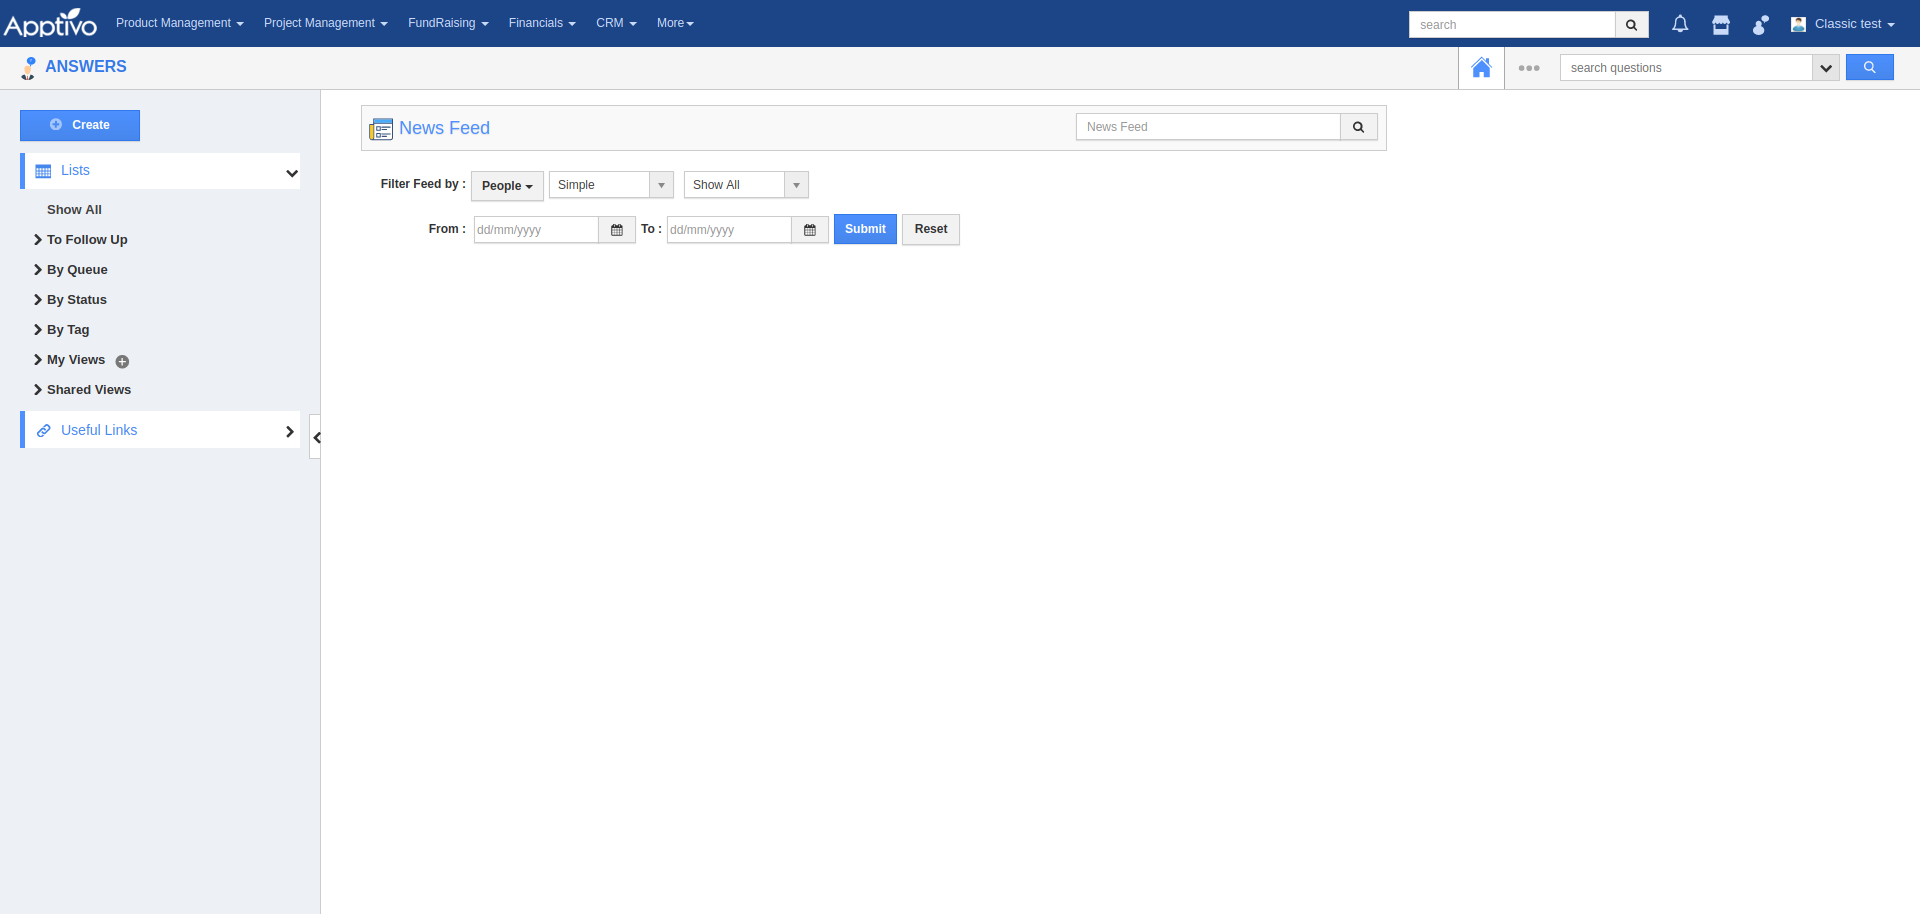 Apptivo Product Management Project Management FundRaising Financials CRM More search Classic test
ANSWERS search questions
Create
Lists
Show All
To Follow Up
By Queue
By Status
By Tag
My Views
Shared Views
Useful Links
News Feed News Feed
Filter Feed by : People Simple Show All
From : dd/mm/yyyy To : dd/mm/yyyy Submit Reset